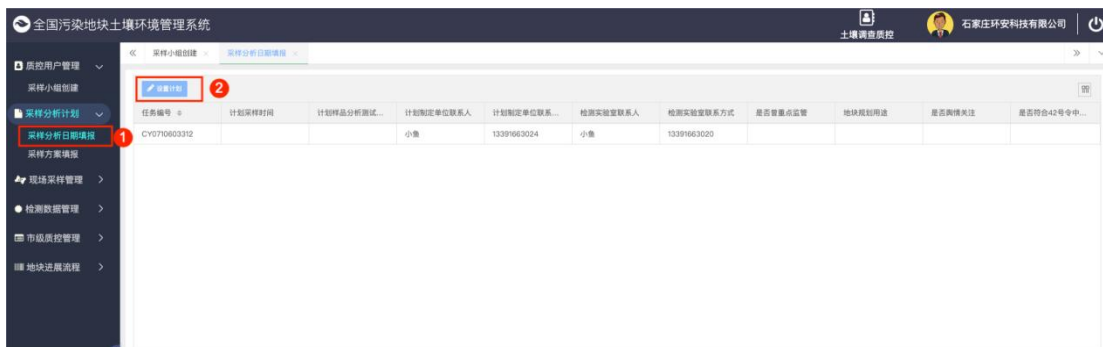 全国污染地块土壤环境管理系统
土壤调查质控
石家庄环安科技有限公司
质控用户管理
采样小组创建
采样分析计划
采样分析日期填报
采样方案填报
现场采样管理
检测数据管理
市级质控管理
地块进展流程
采样小组创建 ×
采样分析日期填报 ×
设置计划
1
2
任务编号 计划采样时间 计划样品分析测试... 计划制定单位联系人 计划制定单位联系... 检测实验室联系人 检测实验室联系方式 是否曾重点监管 地块规划用途 是否舆情关注 是否符合42号令中...
CY0710603312 小鱼 13391663024 小鱼 13391663020